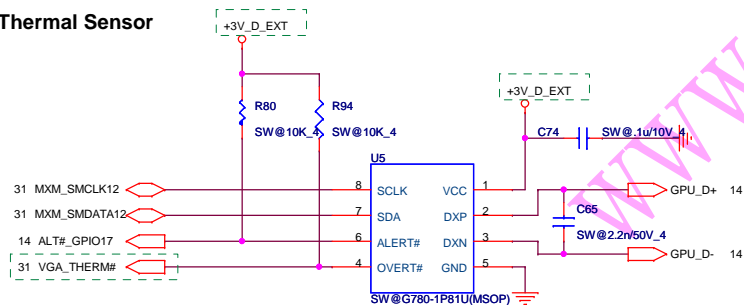 Thermal Sensor
+3V_D_EXT
+3V_D_EXT
R80
R94
SW@10K_4
SW@10K_4
C74
SW@.1u/10V_4
U5
31 MXM_SMCLK12
8 SCLK
VCC 1
GPU_D+ 14
31 MXM_SMDATA12
7 SDA
DXP 2
C65
14 ALT#_GPIO17
6 ALERT#
DXN 3
SW@2.2n/50V_4
31 VGA_THERM#
4 OVERT#
GND 5
GPU_D- 14
SW@G780-1P81U(MSOP)
WWW